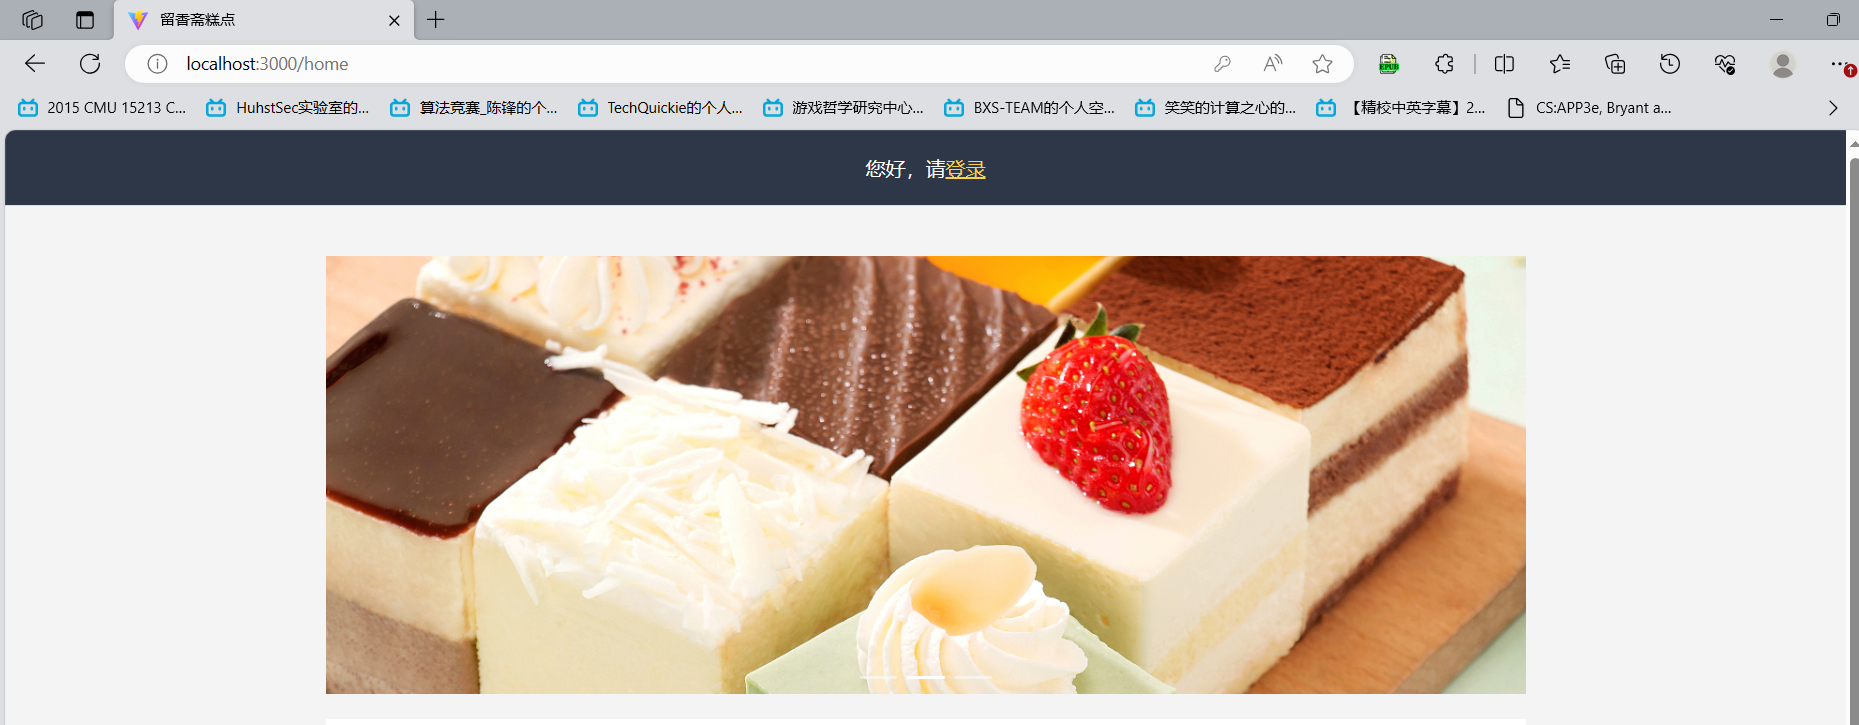 留香斋糕点
localhost:3000/home
2015 CMU 15213 C...
HuhstSec实验室的...
算法竞赛_陈锋的个...
TechQuickie的个人...
游戏哲学研究中心...
BXS-TEAM的个人空...
笑笑的计算之心的...
【精校中英字幕】2...
CS:APP3e, Bryant a...
您好，请登录